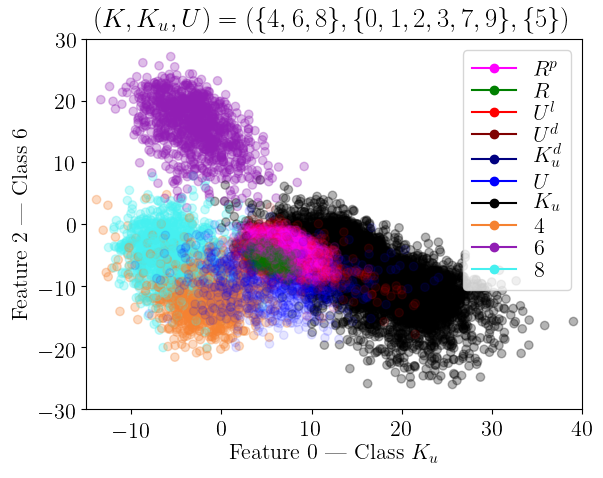 (K, K_u, U) = ({4, 6, 8}, {0, 1, 2, 3, 7, 9}, {5})
30
20
10
0
−10
−20
−30
Feature 2 — Class 6
R^p
R
U^l
U^d
K_u^d
U
K_u
4
6
8
−10
0
10
20
30
40
Feature 0 — Class K_u